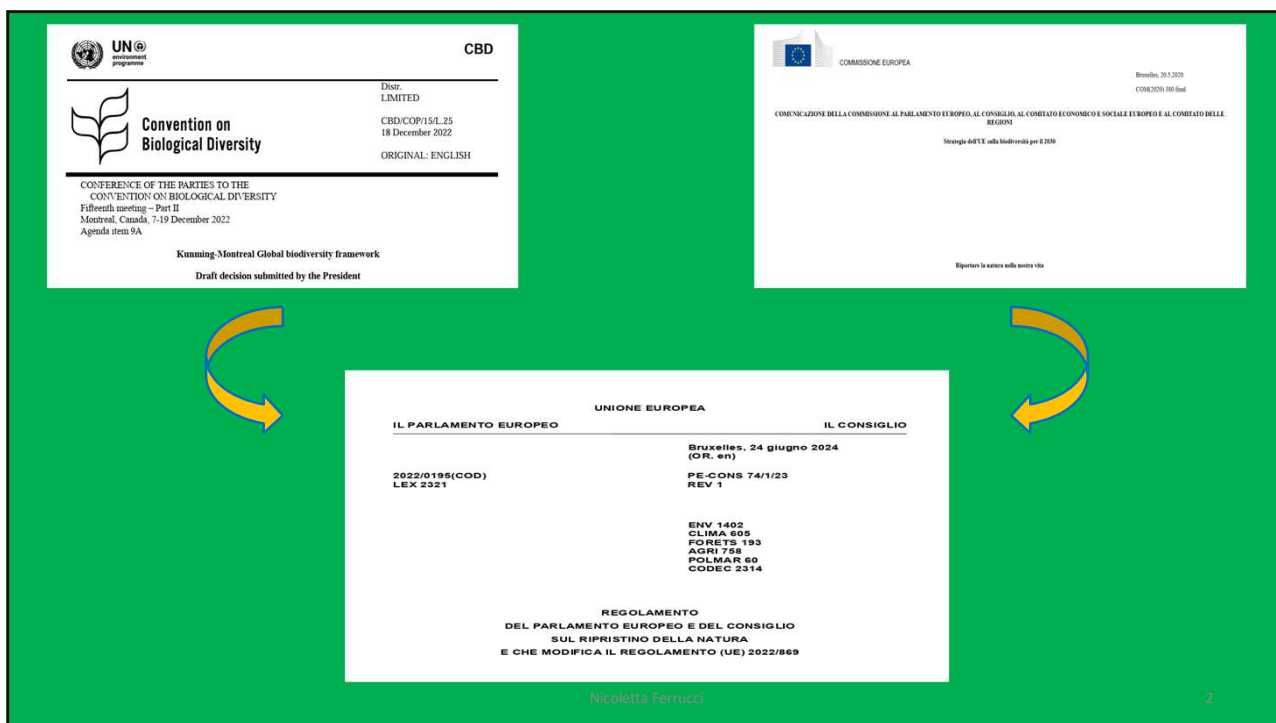 UN
environment
programme
CBD
Distr.
LIMITED
CBD/COP/15/L.25
18 December 2022
ORIGINAL: ENGLISH
Convention on
Biological Diversity
CONFERENCE OF THE PARTIES TO THE
CONVENTION ON BIOLOGICAL DIVERSITY
Fifteenth meeting – Part II
Montreal, Canada, 7-19 December 2022
Agenda item 9A
Kunming-Montreal Global biodiversity framework
Draft decision submitted by the President
COMMISSIONE EUROPEA
Bruxelles, 20.5.2020
COM(2020) 380 final
COMUNICAZIONE DELLA COMMISSIONE AL PARLAMENTO EUROPEO, AL CONSIGLIO, AL COMITATO ECONOMICO E SOCIALE EUROPEO E AL COMITATO DELLE
REGIONI
Strategia dell'UE sulla biodiversità per il 2030
Riportare la natura nella nostra vita
UNIONE EUROPEA
IL PARLAMENTO EUROPEO
IL CONSIGLIO
Bruxelles, 24 giugno 2024
(OR. en)
2022/0195(COD)
LEX 2321
PE-CONS 74/1/23
REV 1
ENV 1402
CLIMA 605
FORETS 193
AGRI 758
POLMAR 60
CODEC 2314
REGOLAMENTO
DEL PARLAMENTO EUROPEO E DEL CONSIGLIO
SUL RIPRISTINO DELLA NATURA
E CHE MODIFICA IL REGOLAMENTO (UE) 2022/869
Nicoletta Ferrucci
2